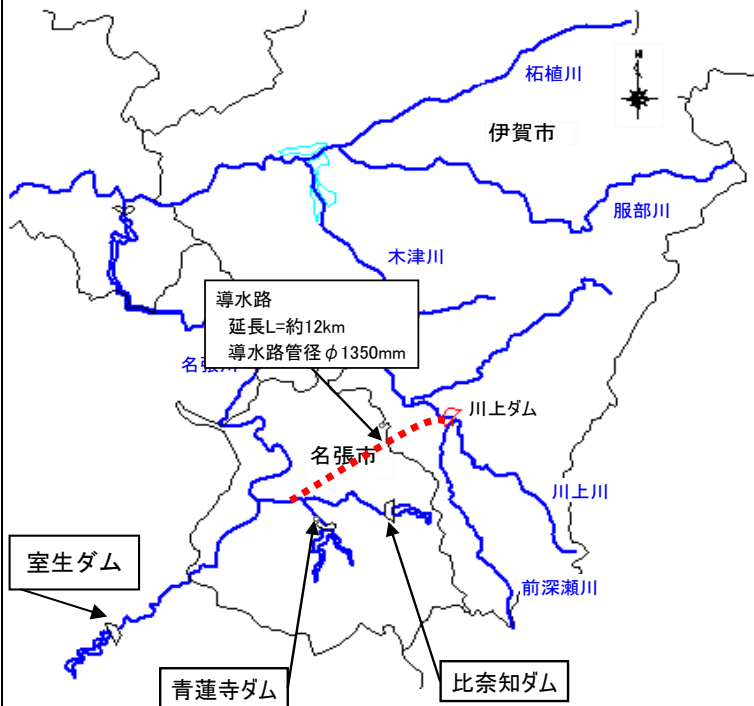 N
柘植川
伊賀市
服部川
木津川
導水路
延長L=約12km
導水路管径φ1350mm
名張川
川上ダム
名張市
川上川
室生ダム
前深瀬川
青蓮寺ダム
比奈知ダム